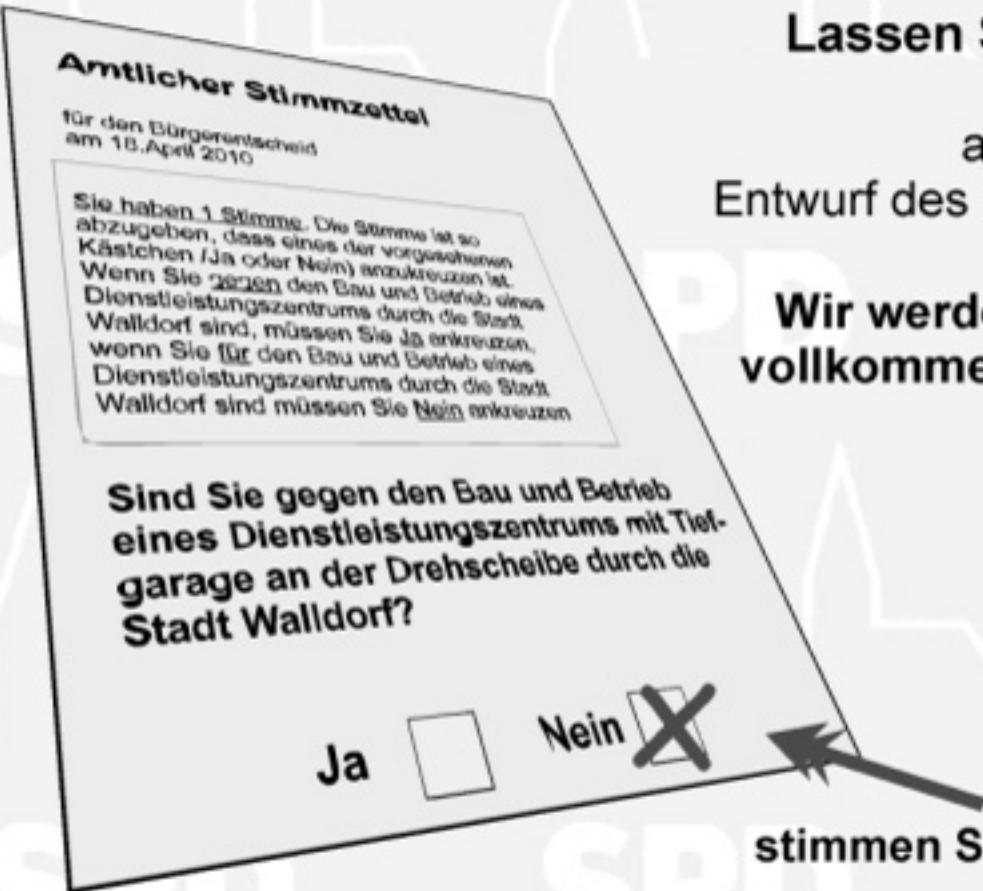 Lassen S
a
Entwurf des
Wir werde
vollkomme
Amtlicher Stimmzettel
für den Bürgerentscheid
am 18.April 2010
Sie haben 1 Stimme. Die Stimme ist so
abzugeben, dass eines der vorgesehenen
Kästchen (Ja oder Nein) anzukreuzen ist.
Wenn Sie gegen den Bau und Betrieb eines
Dienstleistungszentrums durch die Stadt
Walldorf sind, müssen Sie Ja ankreuzen,
wenn Sie für den Bau und Betrieb eines
Dienstleistungszentrums durch die Stadt
Walldorf sind müssen Sie Nein ankreuzen
Sind Sie gegen den Bau und Betrieb
eines Dienstleistungszentrums mit Tief-
garage an der Drehscheibe durch die
Stadt Walldorf?
Ja Nein
stimmen S
SPD
SPD